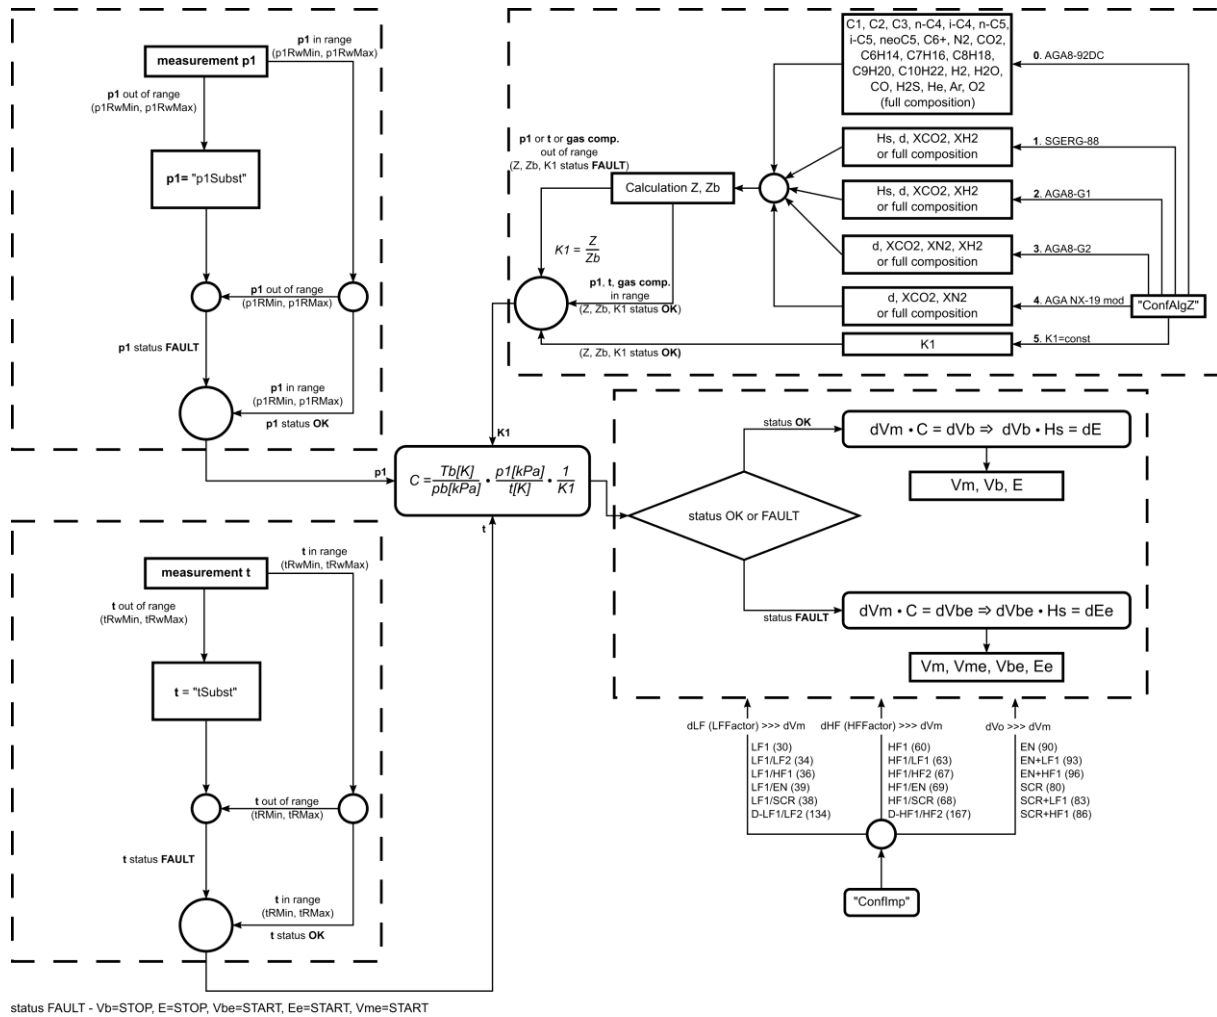 p1 in range
(p1RwMin, p1RwMax)
measurement p1
p1 out of range
(p1RwMin, p1RwMax)
p1= "p1Subst"
p1 out of range
(p1RMin, p1RMax)
p1 status FAULT
p1 in range
(p1RMin, p1RMax)
p1 status OK
C1, C2, C3, n-C4, i-C4, n-C5,
i-C5, neoC5, C6+, N2, CO2,
C6H14, C7H16, C8H18,
C9H20, C10H22, H2, H2O,
CO, H2S, He, Ar, O2
(full composition)
0. AGA8-92DC
p1 or t or gas comp.
out of range
(Z, Zb, K1 status FAULT)
Hs, d, XCO2, XH2
or full composition
1. SGERG-88
Calculation Z, Zb
Hs, d, XCO2, XH2
or full composition
2. AGA8-G1
K1 = Z/Zb
d, XCO2, XN2, XH2
or full composition
3. AGA8-G2
p1, t, gas comp.
in range
(Z, Zb, K1 status OK)
d, XCO2, XN2
or full composition
4. AGA NX-19 mod
"ConfAlgZ"
(Z, Zb, K1 status OK)
K1
5. K1=const
K1
p1
C = Tb[K]/pb[kPa] • p1[kPa]/t[K] • 1/K1
t
status OK
dVm • C = dVb ⇒ dVb • Hs = dE
Vm, Vb, E
status OK or FAULT
status FAULT
dVm • C = dVbe ⇒ dVbe • Hs = dEe
Vm, Vme, Vbe, Ee
t in range
(tRwMin, tRwMax)
measurement t
t out of range
(tRwMin, tRwMax)
t = "tSubst"
t out of range
(tRMin, tRMax)
t status FAULT
t in range
(tRMin, tRMax)
t status OK
dLF (LFFactor) >>> dVm
LF1 (30)
LF1/LF2 (34)
LF1/HF1 (36)
LF1/EN (39)
LF1/SCR (38)
D-LF1/LF2 (134)
dHF (HFFactor) >>> dVm
HF1 (60)
HF1/LF1 (63)
HF1/HF2 (67)
HF1/EN (69)
HF1/SCR (68)
D-HF1/HF2 (167)
dVo >>> dVm
EN (90)
EN+LF1 (93)
EN+HF1 (96)
SCR (80)
SCR+LF1 (83)
SCR+HF1 (86)
"ConfImp"
status FAULT - Vb=STOP, E=STOP, Vbe=START, Ee=START, Vme=START